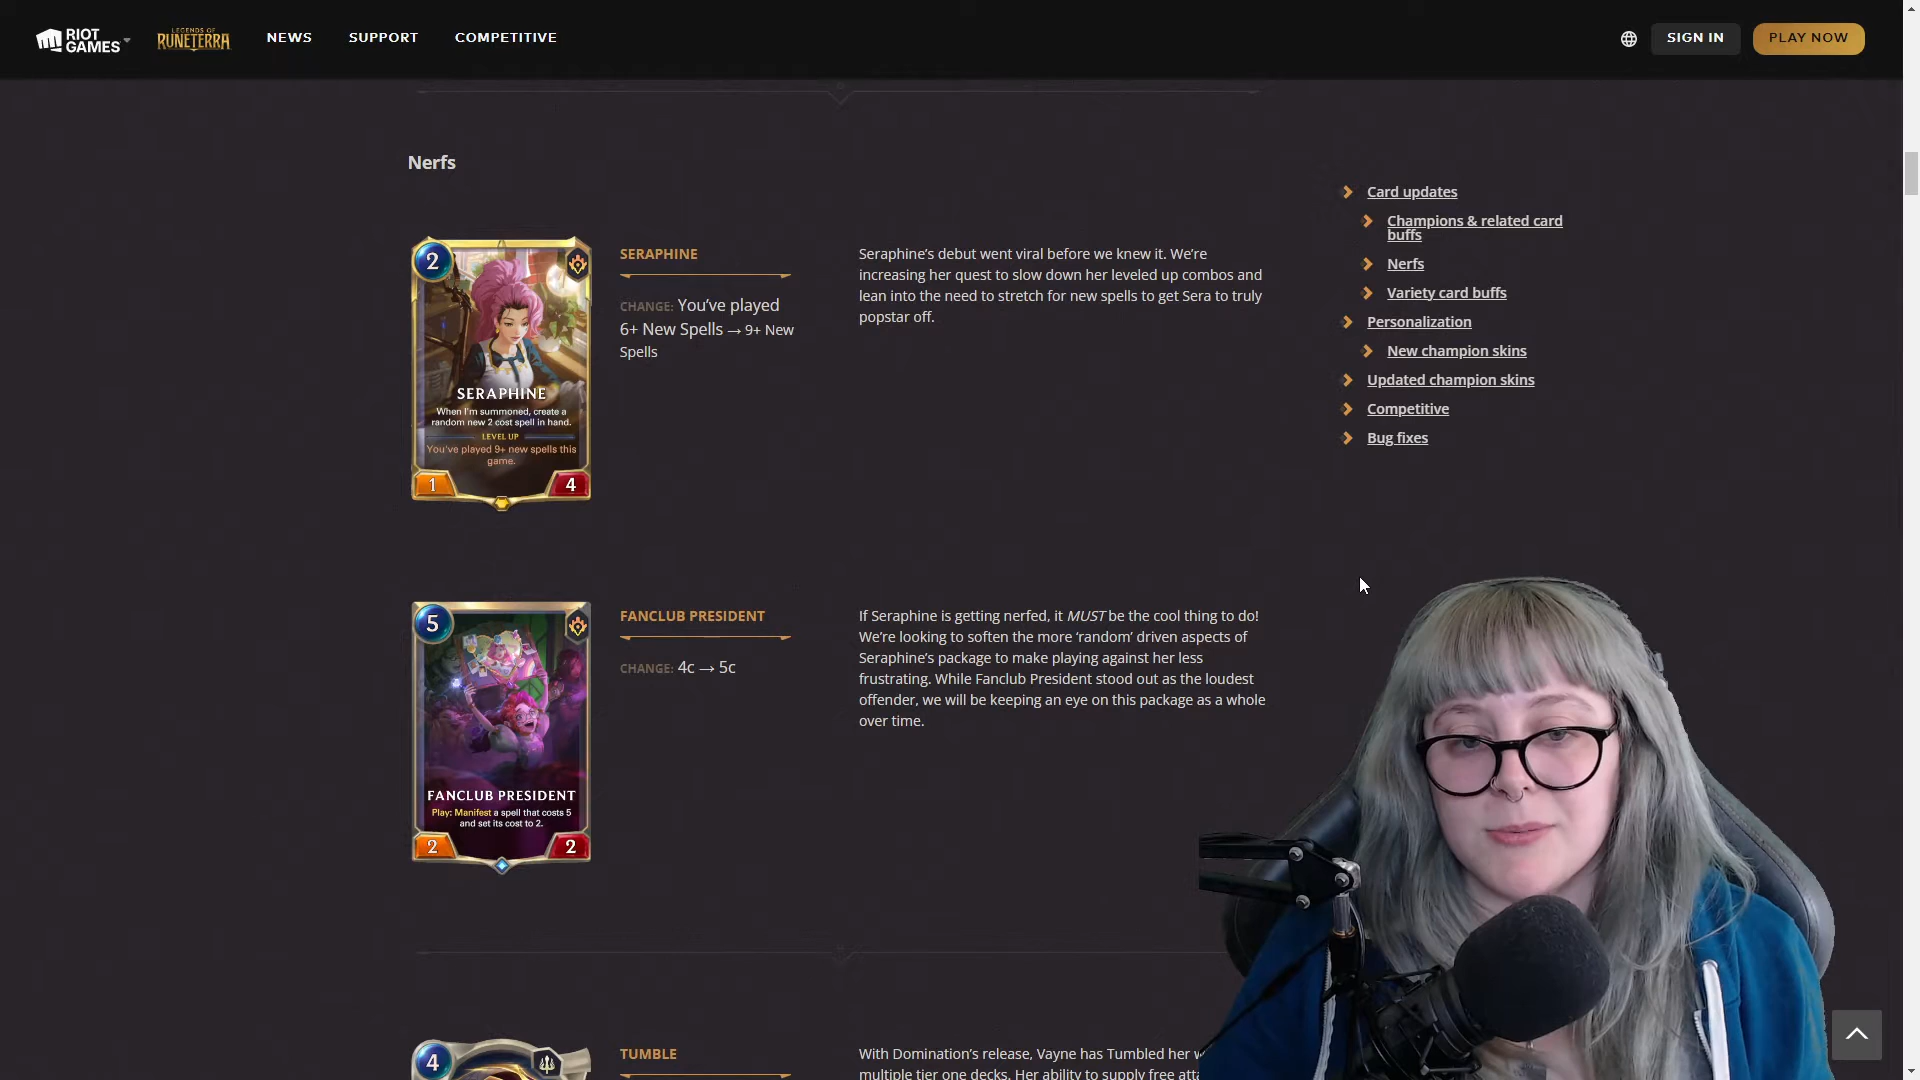 RIOT
GAMES
LEGENDS OF
RUNETERRA
NEWS
SUPPORT
COMPETITIVE
SIGN IN
PLAY NOW
Nerfs
2
SERAPHINE
When I'm summoned, create a
random new 2 cost spell in hand.
LEVEL UP
You've played 9+ new spells this
game.
1
4
SERAPHINE
CHANGE: You've played
6+ New Spells → 9+ New
Spells
Seraphine's debut went viral before we knew it. We're
increasing her quest to slow down her leveled up combos and
lean into the need to stretch for new spells to get Sera to truly
popstar off.
Card updates
Champions & related card
buffs
Nerfs
Variety card buffs
Personalization
New champion skins
Updated champion skins
Competitive
Bug fixes
5
FANCLUB PRESIDENT
Play: Manifest a spell that costs 5
and set its cost to 2.
2
2
FANCLUB PRESIDENT
CHANGE: 4c → 5c
If Seraphine is getting nerfed, it MUST be the cool thing to do!
We're looking to soften the more 'random' driven aspects of
Seraphine's package to make playing against her less
frustrating. While Fanclub President stood out as the loudest
offender, we will be keeping an eye on this package as a whole
over time.
4
TUMBLE
With Domination's release, Vayne has Tumbled her
multiple tier one decks. Her ability to supply free